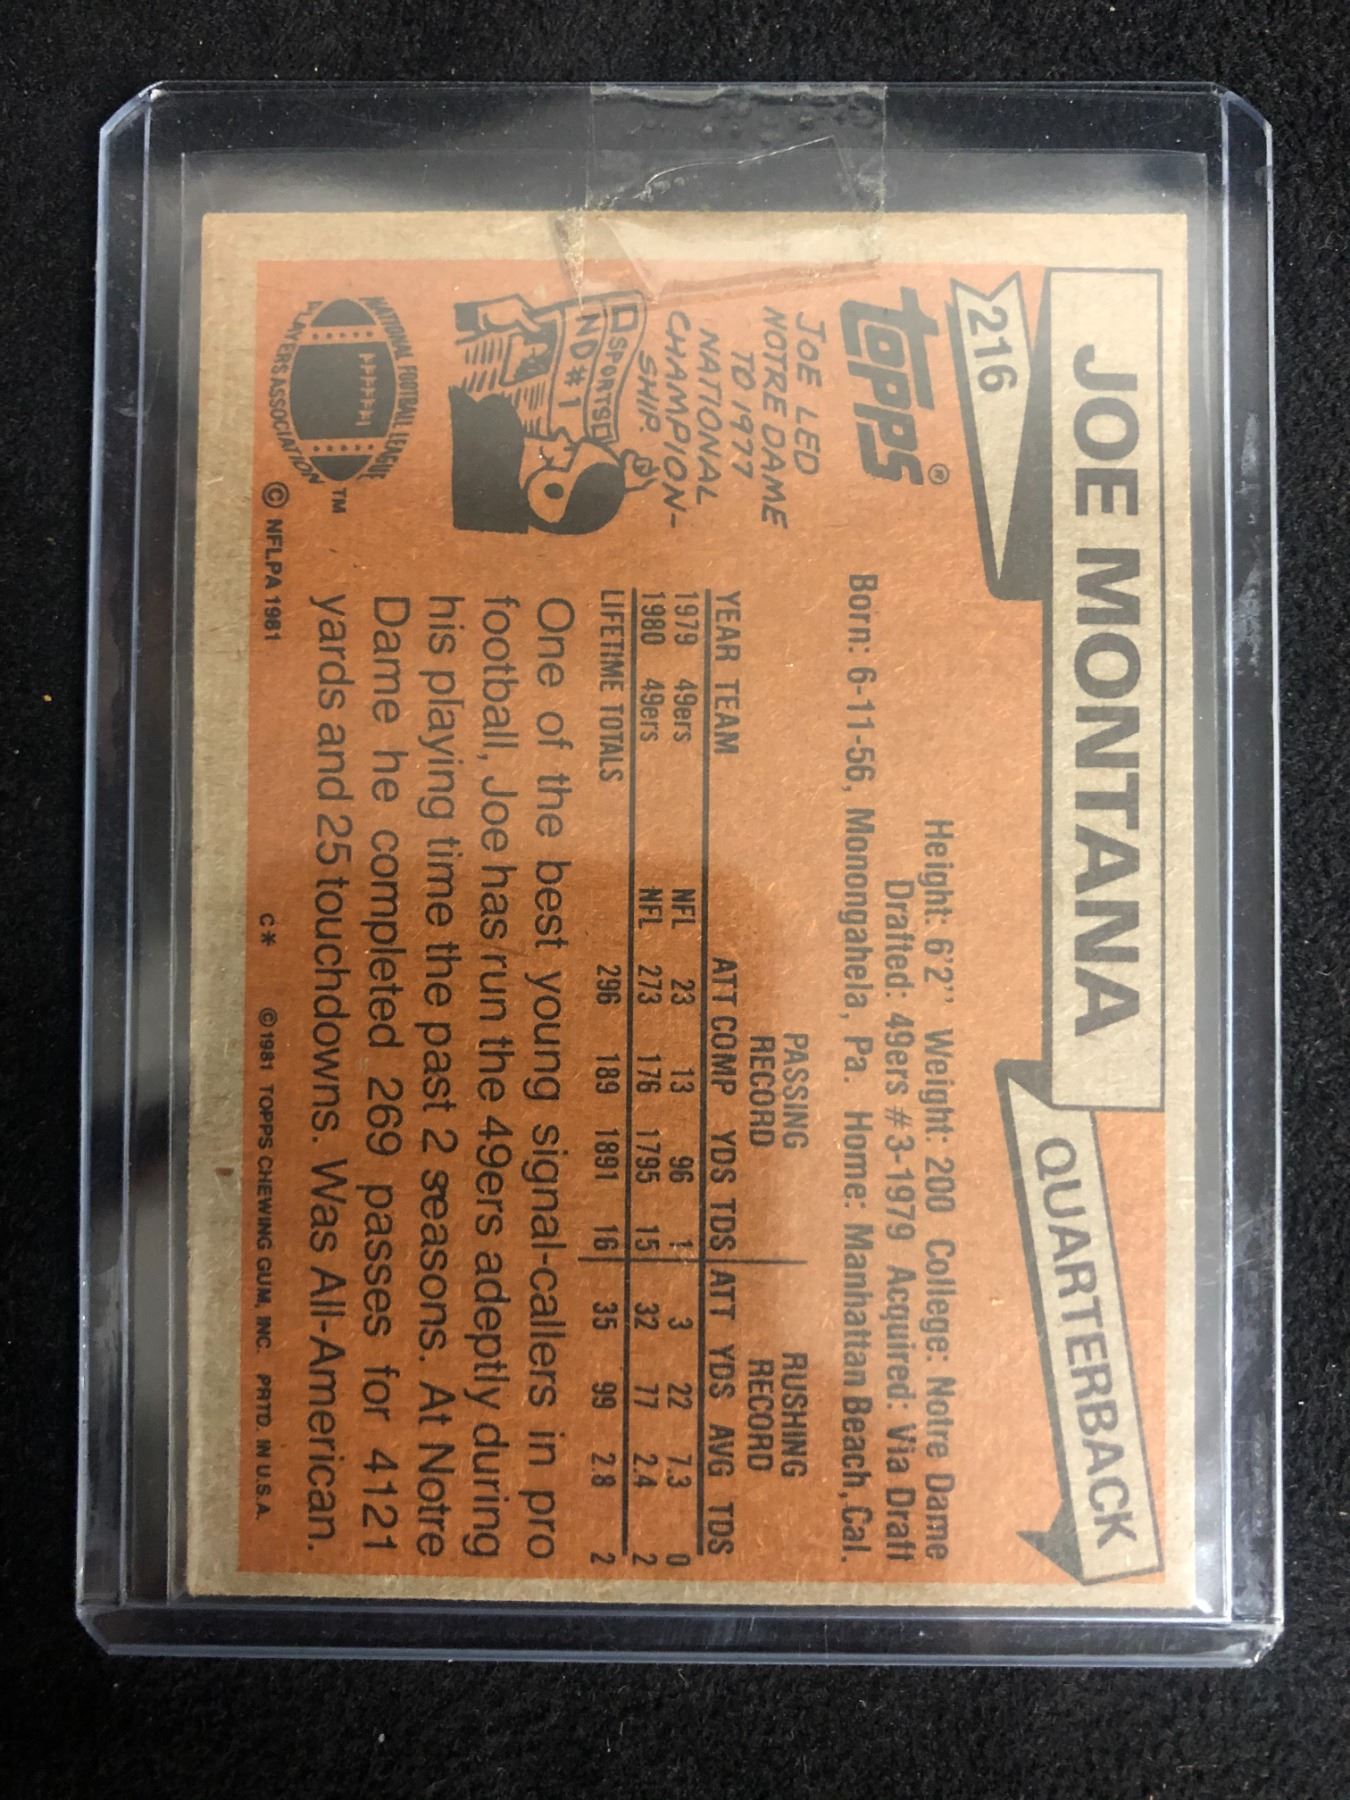 JOE MONTANA
QUARTERBACK
216
topps®
Height: 6'2" Weight: 200 College: Notre Dame
Drafted: 49ers #3-1979 Acquired: Via Draft
Born: 6-11-56, Monongahela, Pa. Home: Manhattan Beach, Cal.
JOE LED
NOTRE DAME
TO 1977
NATIONAL
CHAMPION-
SHIP.
SPORTS
ND #1
PASSING RUSHING
RECORD RECORD
YEAR TEAM ATT COMP YDS TDS ATT YDS AVG TDS
1979 49ers NFL 23 13 96 1 3 22 7.3 0
1980 49ers NFL 273 176 1795 15 32 77 2.4 2
LIFETIME TOTALS 296 189 1891 16 35 99 2.8 2
One of the best young signal-callers in pro
football, Joe has run the 49ers adeptly during
his playing time the past 2 seasons. At Notre
Dame he completed 269 passes for 4121
yards and 25 touchdowns. Was All-American.
NATIONAL FOOTBALL LEAGUE
PLAYERS ASSOCIATION
TM
© NFLPA 1981
C* ©1981 TOPPS CHEWING GUM, INC. PRTD. IN U.S.A.